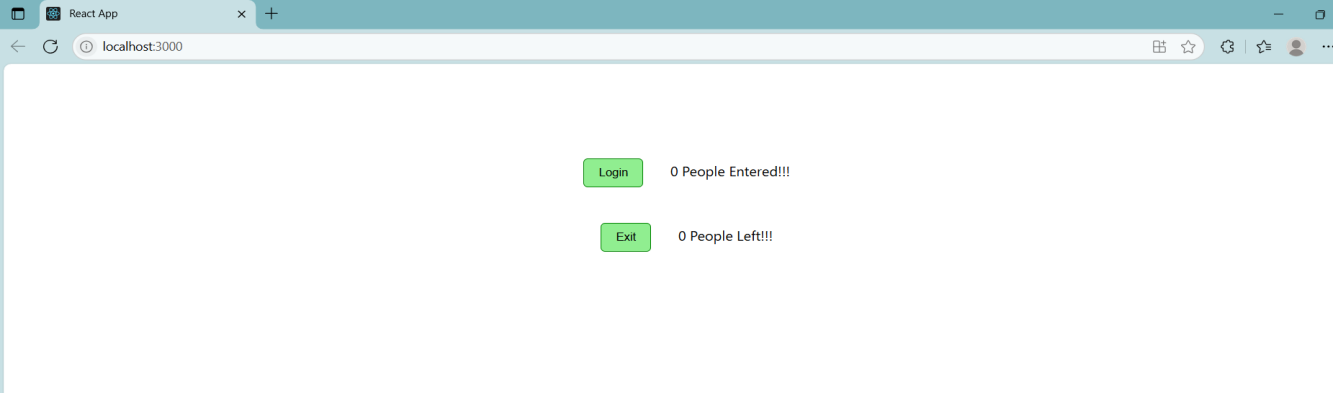 React App
localhost:3000
Login 0 People Entered!!!
Exit 0 People Left!!!